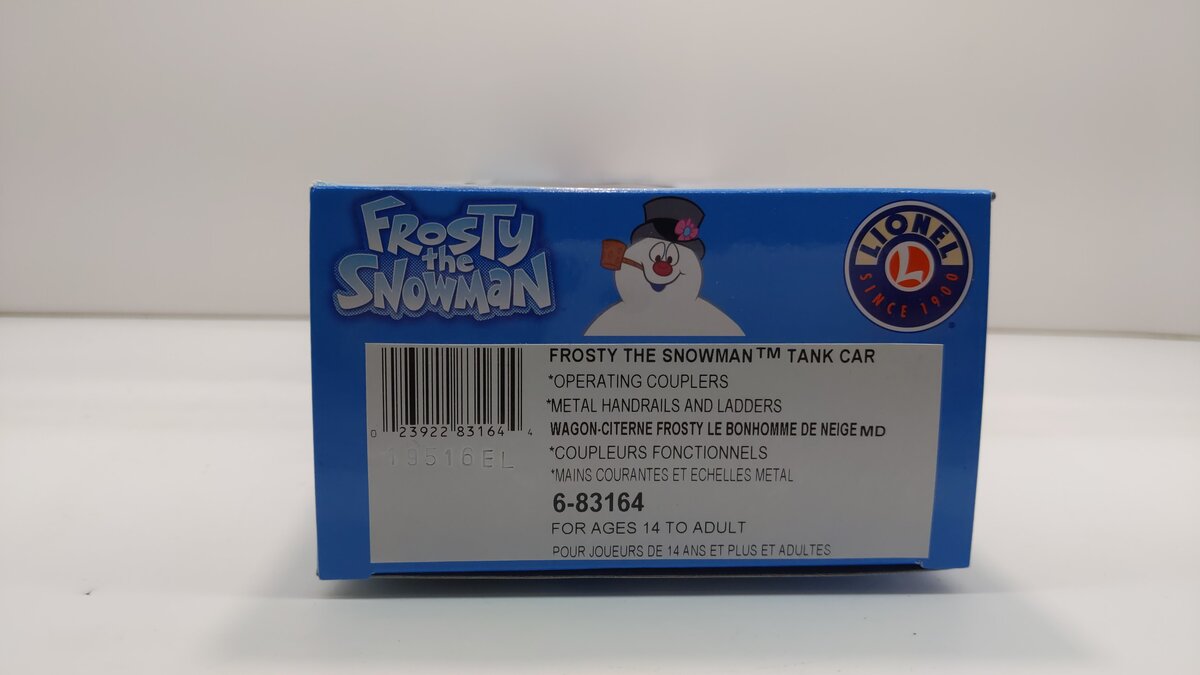 FROSTY
the
SNOWMAN
LIONEL
L
SINCE 1900
®
FROSTY THE SNOWMAN™ TANK CAR
*OPERATING COUPLERS
*METAL HANDRAILS AND LADDERS
WAGON-CITERNE FROSTY LE BONHOMME DE NEIGE MD
*COUPLEURS FONCTIONNELS
*MAINS COURANTES ET ECHELLES METAL
6-83164
FOR AGES 14 TO ADULT
POUR JOUEURS DE 14 ANS ET PLUS ET ADULTES
0 23922 83164 4
19516EL